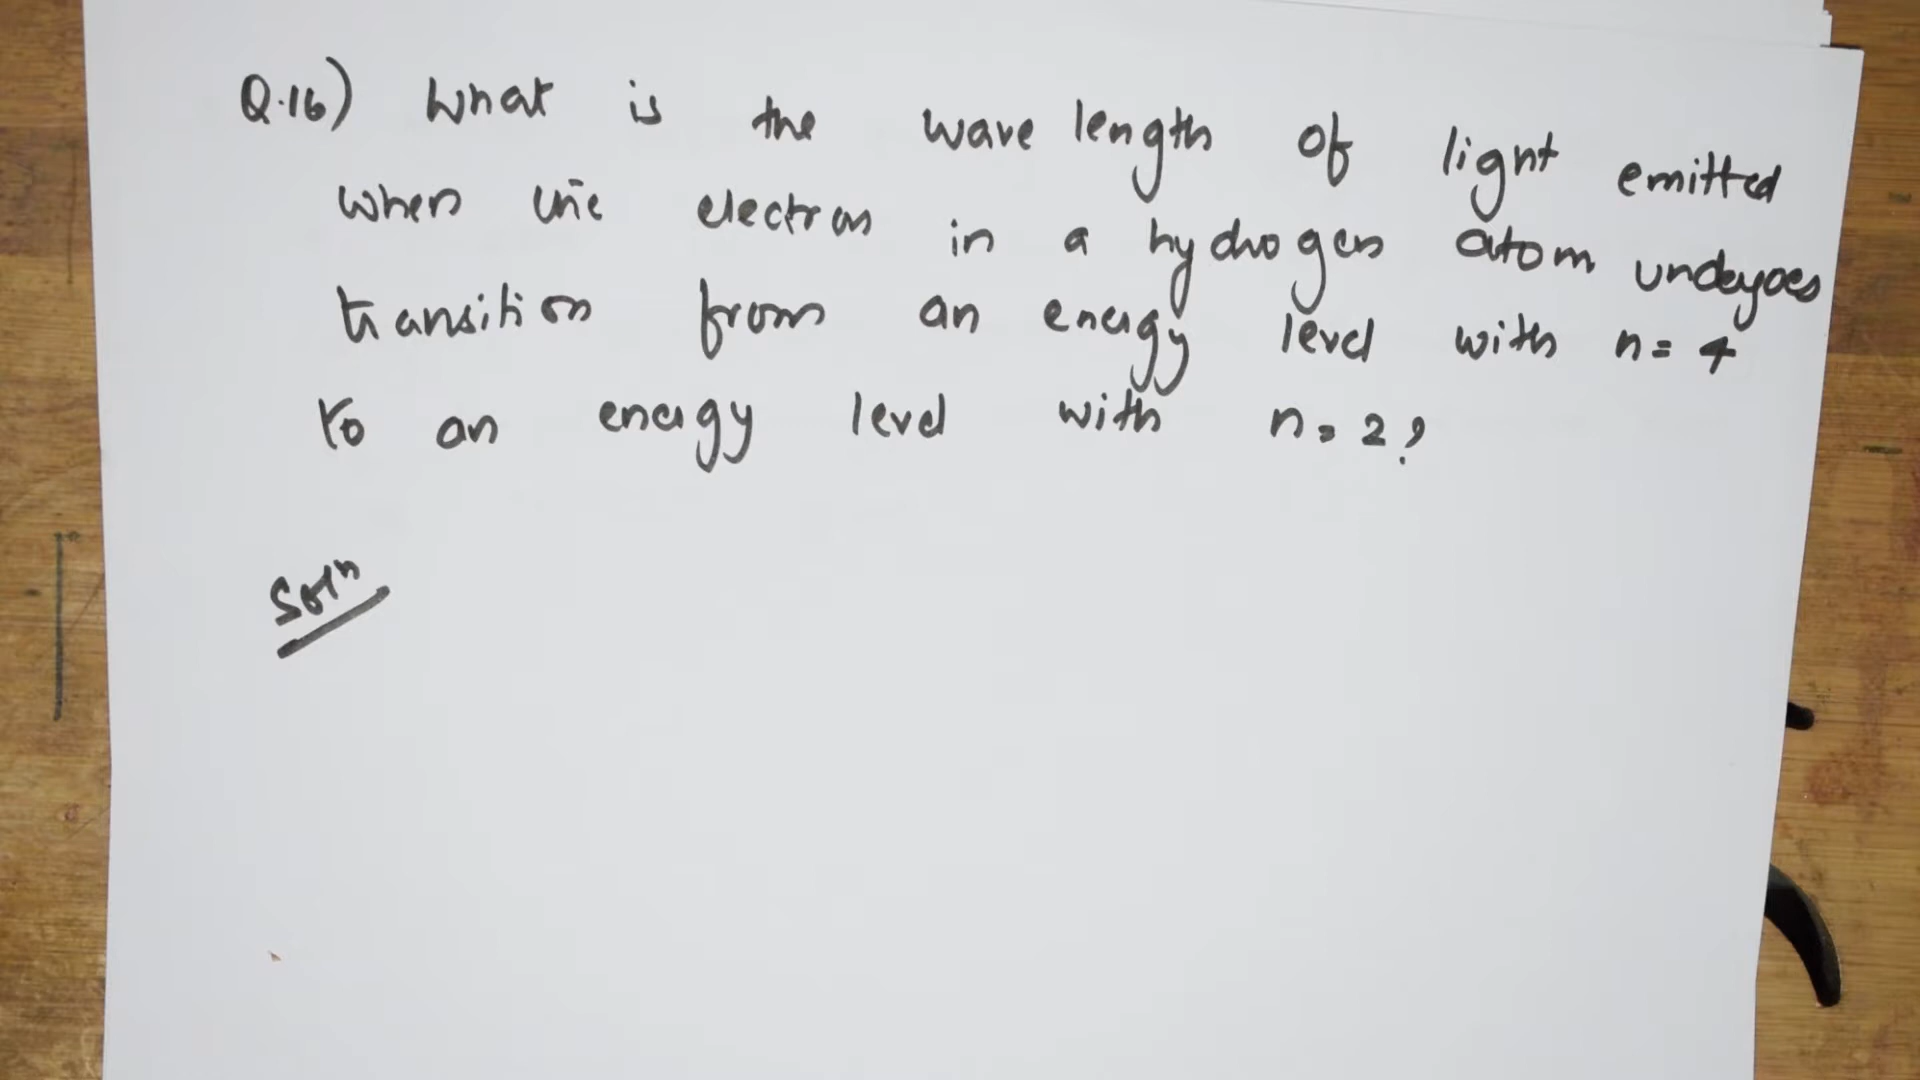 Q.16) What is the wave length of light emitted
when the electron in a hydrogen atom undergoes
transition from an energy level with n = 4
to an energy level with n = 2?
Solⁿ